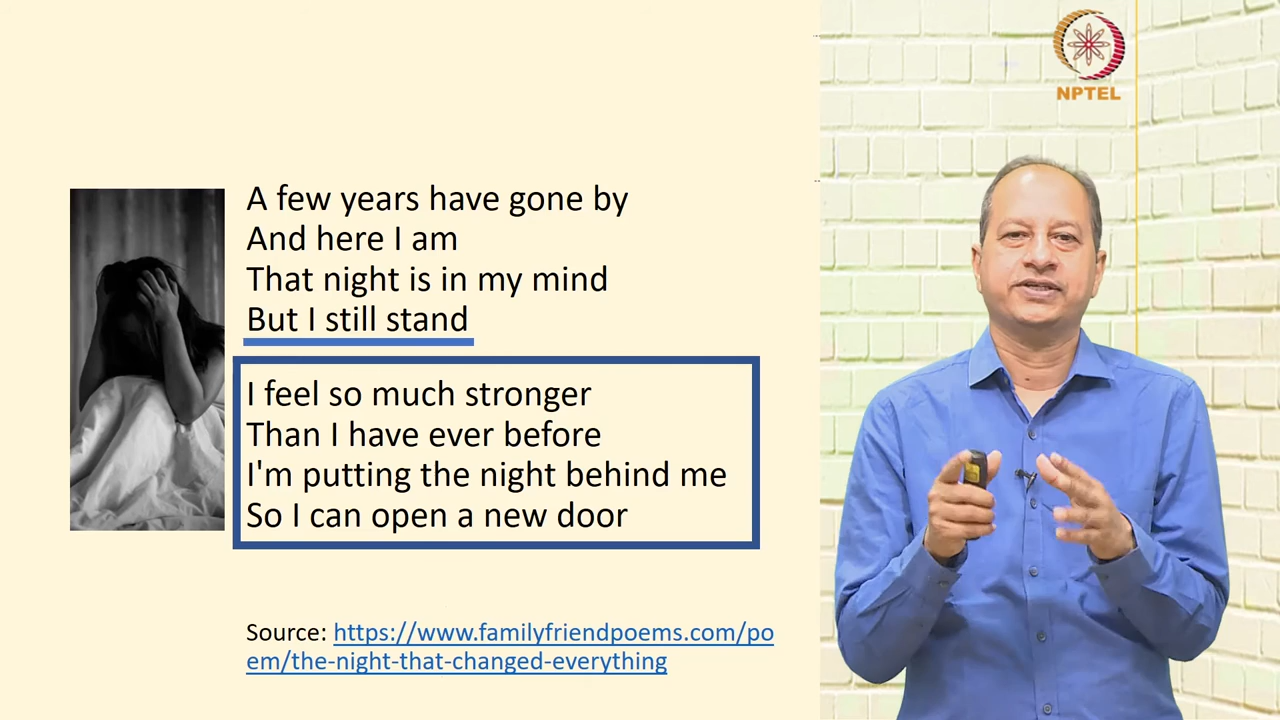 NPTEL
A few years have gone by
And here I am
That night is in my mind
But I still stand
I feel so much stronger
Than I have ever before
I'm putting the night behind me
So I can open a new door
Source: https://www.familyfriendpoems.com/po
em/the-night-that-changed-everything